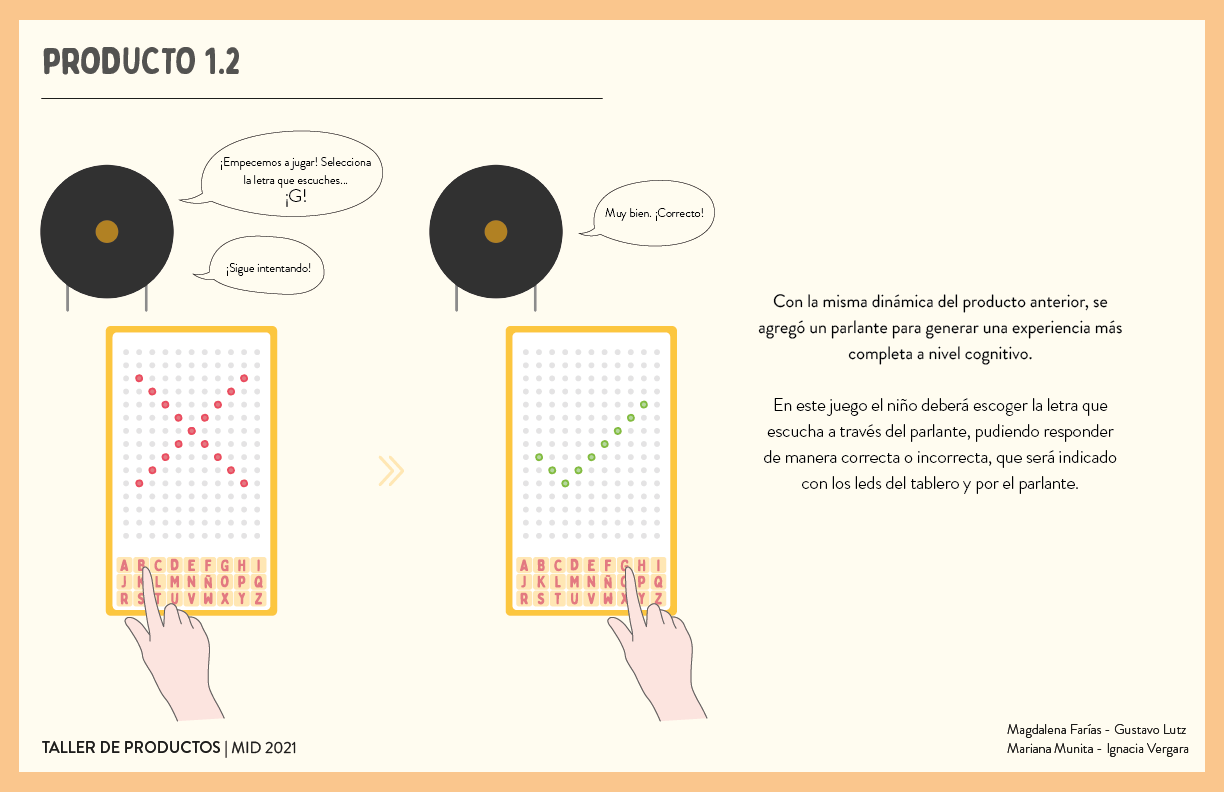 PRODUCTO 1.2
¡Empecemos a jugar! Selecciona
la letra que escuches...
¡G!
¡Sigue intentando!
Muy bien. ¡Correcto!
A B C D E F G H I
J K L M N Ñ O P Q
R S T U V W X Y Z
A B C D E F G H I
J K L M N Ñ O P Q
R S T U V W X Y Z
Con la misma dinámica del producto anterior, se
agregó un parlante para generar una experiencia más
completa a nivel cognitivo.
En este juego el niño deberá escoger la letra que
escucha a través del parlante, pudiendo responder
de manera correcta o incorrecta, que será indicado
con los leds del tablero y por el parlante.
TALLER DE PRODUCTOS | MID 2021
Magdalena Farías - Gustavo Lutz
Mariana Munita - Ignacia Vergara